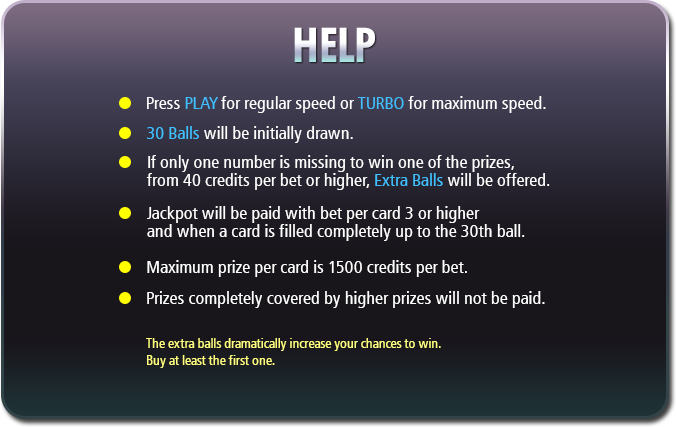 HELP
Press PLAY for regular speed or TURBO for maximum speed.
30 Balls will be initially drawn.
If only one number is missing to win one of the prizes,
from 40 credits per bet or higher, Extra Balls will be offered.
Jackpot will be paid with bet per card 3 or higher
and when a card is filled completely up to the 30th ball.
Maximum prize per card is 1500 credits per bet.
Prizes completely covered by higher prizes will not be paid.
The extra balls dramatically increase your chances to win.
Buy at least the first one.